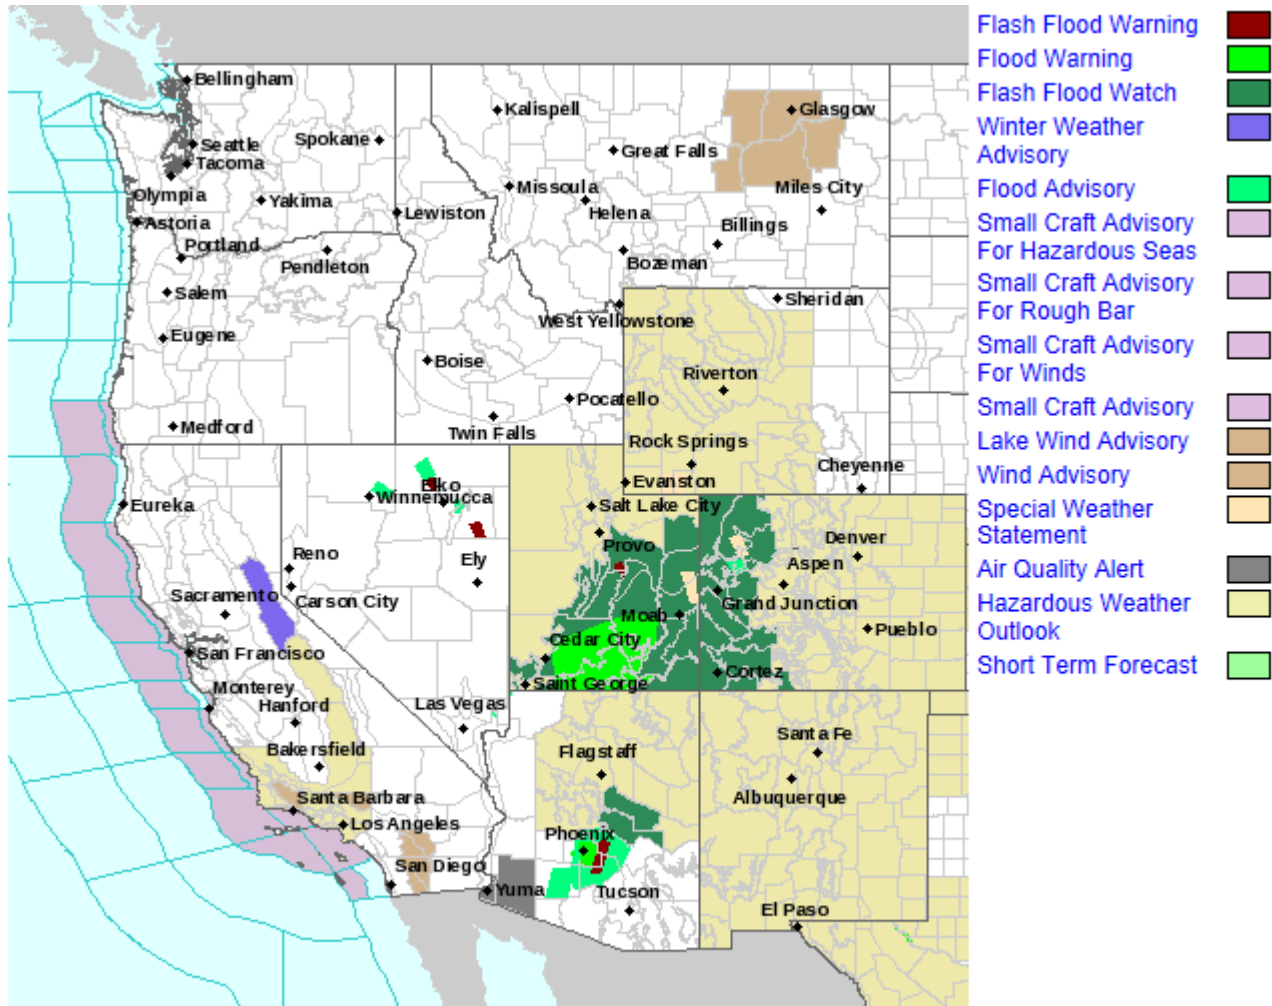 Bellingham
Seattle
Tacoma
Olympia
Spokane
Yakima
Astoria
Portland
Pendleton
Lewiston
Salem
Eugene
Medford
Kalispell
Great Falls
Glasgow
Missoula
Helena
Miles City
Billings
Bozeman
West Yellowstone
Sheridan
Boise
Pocatello
Twin Falls
Riverton
Rock Springs
Evanston
Cheyenne
Eureka
Elko
Winnemucca
Reno
Ely
Sacramento
Carson City
San Francisco
Monterey
Hanford
Las Vegas
Bakersfield
Santa Barbara
Los Angeles
San Diego
Salt Lake City
Provo
Moab
Cedar City
Saint George
Denver
Aspen
Grand Junction
Pueblo
Cortez
Flagstaff
Phoenix
Yuma
Tucson
Santa Fe
Albuquerque
El Paso
Flash Flood Warning
Flood Warning
Flash Flood Watch
Winter Weather
Advisory
Flood Advisory
Small Craft Advisory
For Hazardous Seas
Small Craft Advisory
For Rough Bar
Small Craft Advisory
For Winds
Small Craft Advisory
Lake Wind Advisory
Wind Advisory
Special Weather
Statement
Air Quality Alert
Hazardous Weather
Outlook
Short Term Forecast